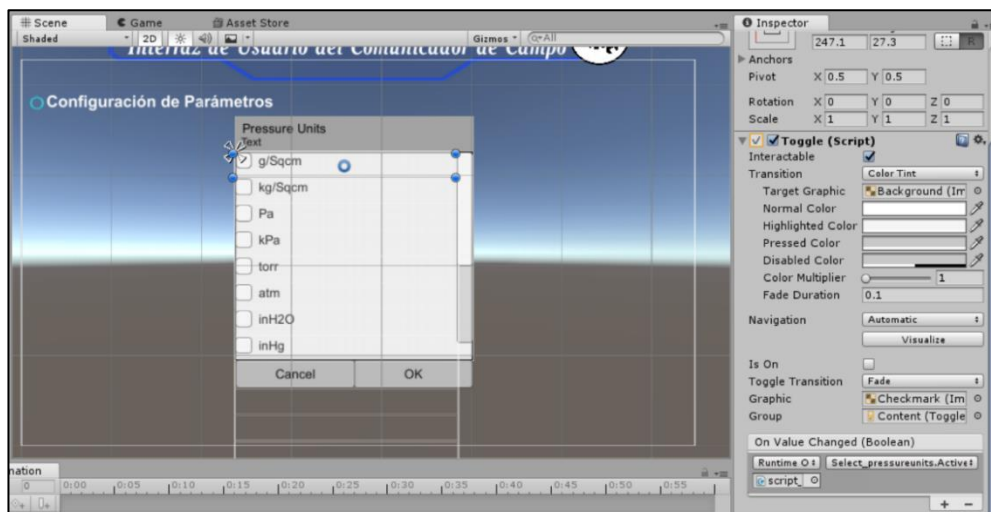 Scene Game Asset Store
Shaded 2D Gizmos All
Interfaz de Usuario del Comunicador de Campo
Configuración de Parámetros
Pressure Units
Text
g/Sqcm
kg/Sqcm
Pa
kPa
torr
atm
inH2O
inHg
Cancel OK
nation
0 0:00 0:05 0:10 0:15 0:20 0:25 0:30 0:35 0:40 0:45 0:50 0:55
Inspector
247.1 27.3 R
Anchors
Pivot X 0.5 Y 0.5
Rotation X 0 Y 0 Z 0
Scale X 1 Y 1 Z 1
Toggle (Script)
Interactable
Transition Color Tint
Target Graphic Background (Im
Normal Color
Highlighted Color
Pressed Color
Disabled Color
Color Multiplier 1
Fade Duration 0.1
Navigation Automatic
Visualize
Is On
Toggle Transition Fade
Graphic Checkmark (Im
Group Content (Toggle
On Value Changed (Boolean)
Runtime O Select_pressureunits.Active
script_
+ -